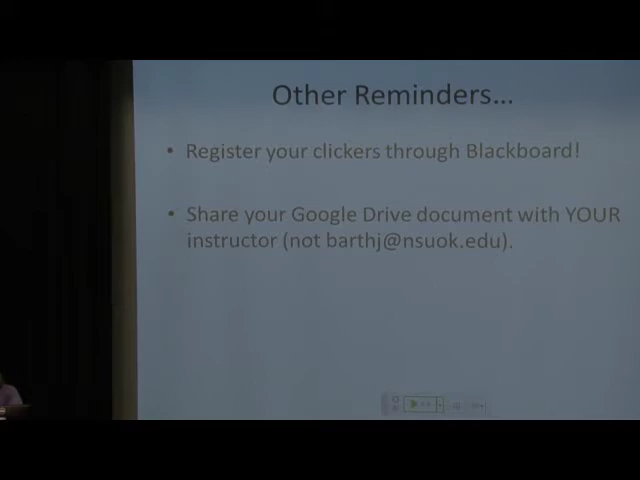 Other Reminders...
• Register your clickers through Blackboard!
• Share your Google Drive document with YOUR
instructor (not barthj@nsuok.edu).